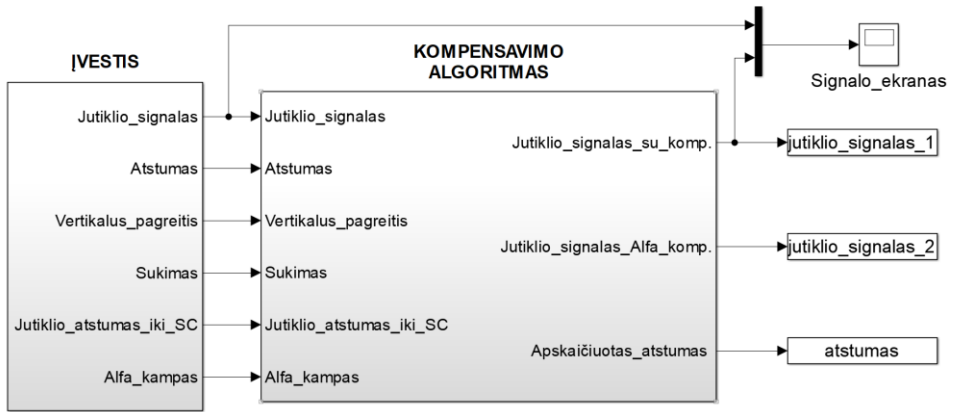 ĮVESTIS
Jutiklio_signalas
Atstumas
Vertikalus_pagreitis
Sukimas
Jutiklio_atstumas_iki_SC
Alfa_kampas
KOMPENSAVIMO
ALGORITMAS
Jutiklio_signalas
Atstumas
Vertikalus_pagreitis
Sukimas
Jutiklio_atstumas_iki_SC
Alfa_kampas
Jutiklio_signalas_su_komp.
Jutiklio_signalas_Alfa_komp.
Apskaičiuotas_atstumas
Signalo_ekranas
jutiklio_signalas_1
jutiklio_signalas_2
atstumas